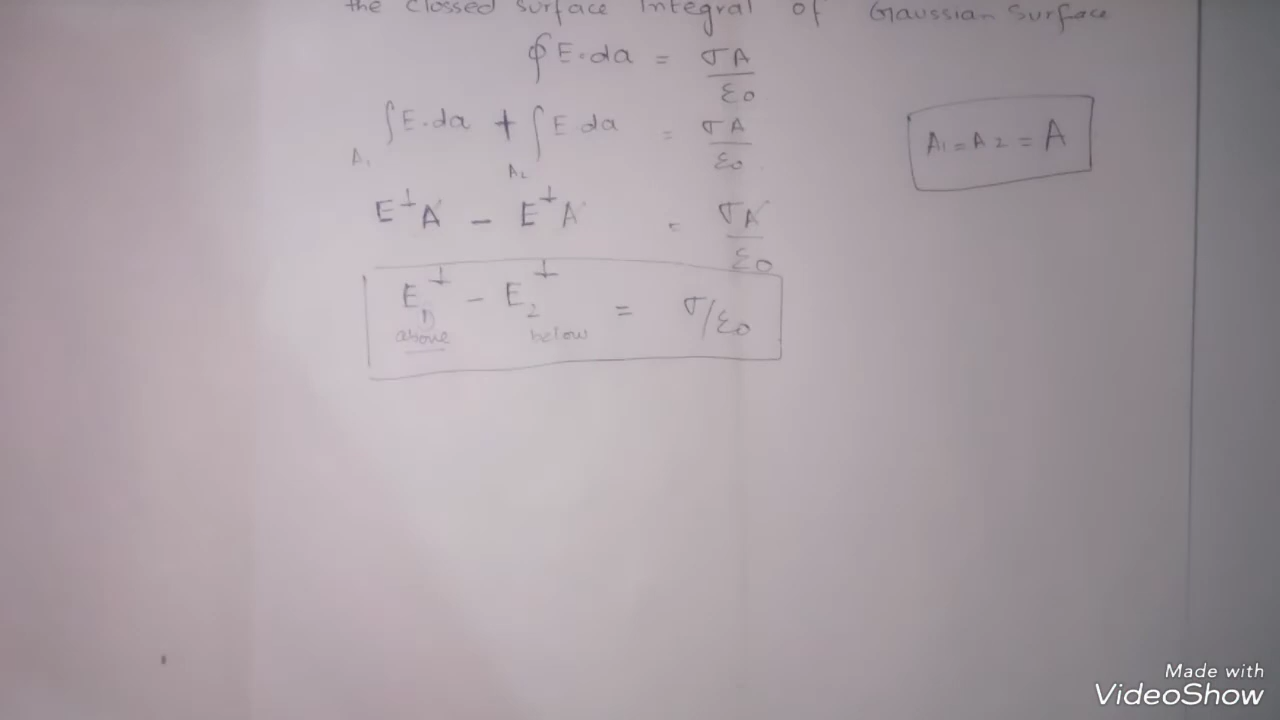 the Clossed Surface Integral of Gaussian Surface
∮ E·da = σA/ε0
∫A1 E·da + ∫A2 E da = σA/ε0
A1 = A2 = A
E⊥A − E⊥A = σA/ε0
E1⊥ − E2⊥ = σ/ε0
above below
Made with
VideoShow